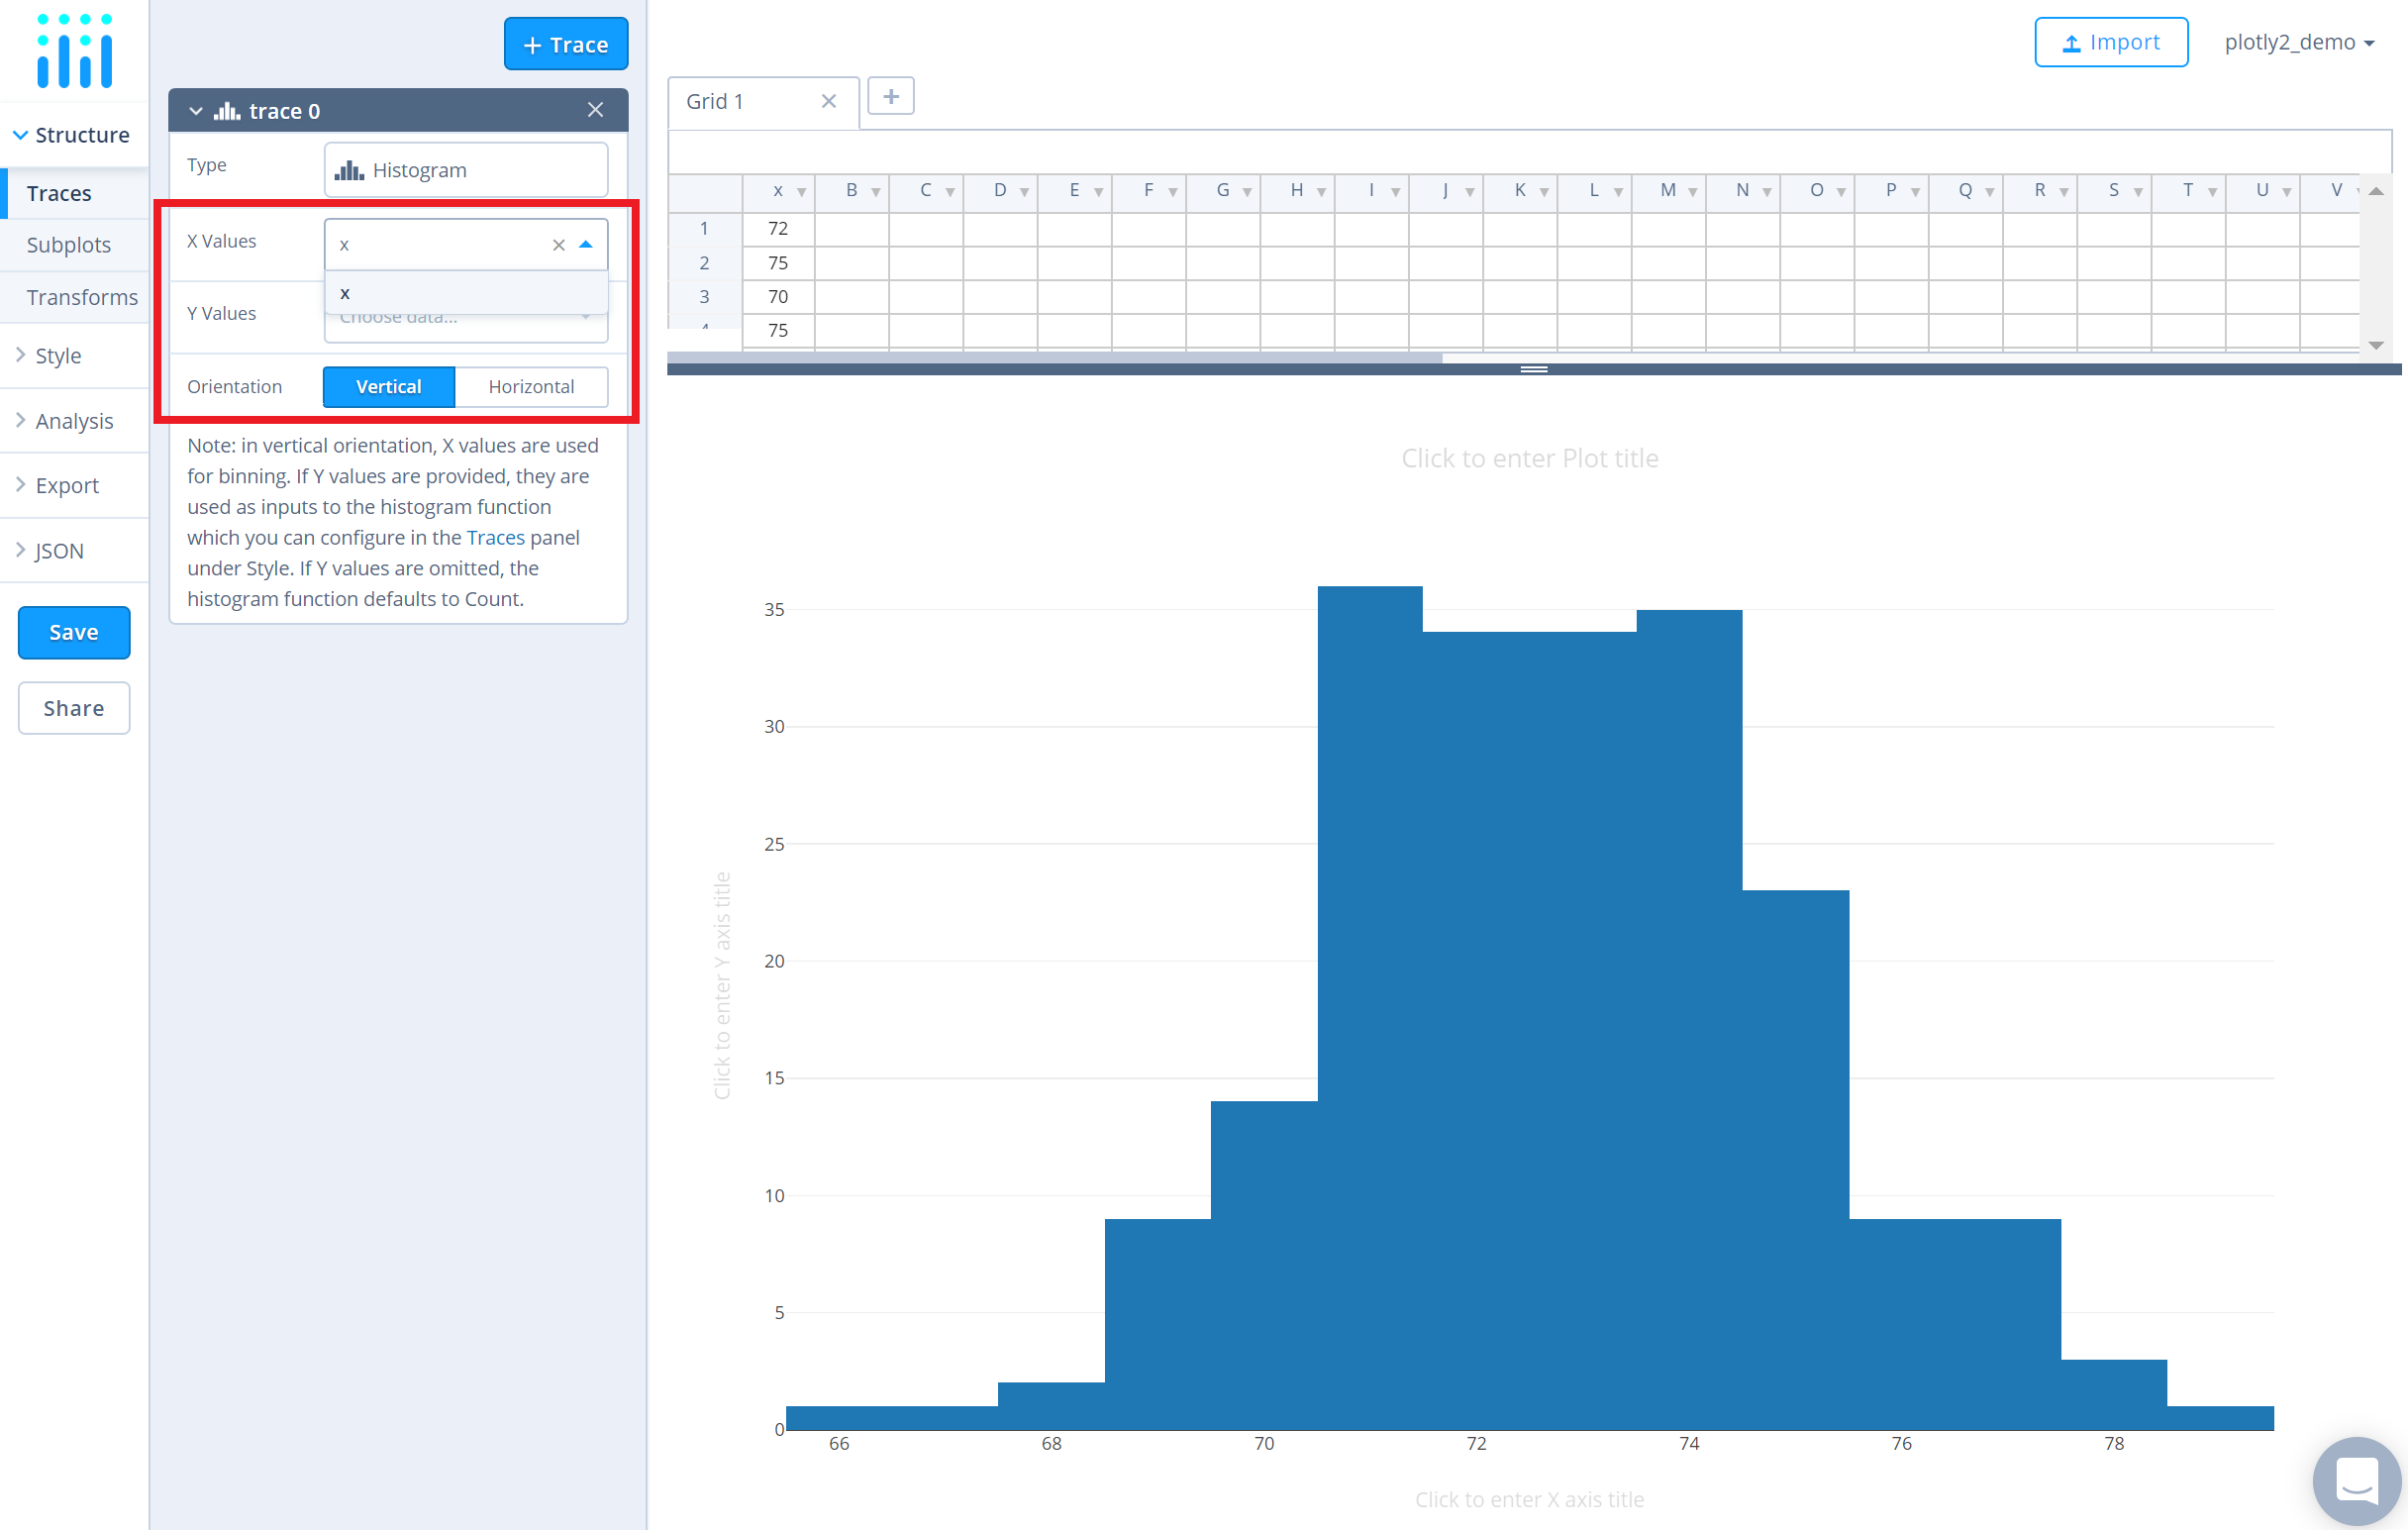 + Trace
Import
plotly2_demo
trace 0
Grid 1
+
Structure
Traces
Subplots
Transforms
Style
Analysis
Export
JSON
Save
Share
Type
Histogram
X Values
x
x
Y Values
Choose data...
Orientation
Vertical
Horizontal
Note: in vertical orientation, X values are used
for binning. If Y values are provided, they are
used as inputs to the histogram function
which you can configure in the Traces panel
under Style. If Y values are omitted, the
histogram function defaults to Count.
x B C D E F G H I J K L M N O P Q R S T U V
1 72
2 75
3 70
4 75
Click to enter Plot title
Click to enter Y axis title
35
30
25
20
15
10
5
0
66 68 70 72 74 76 78
Click to enter X axis title